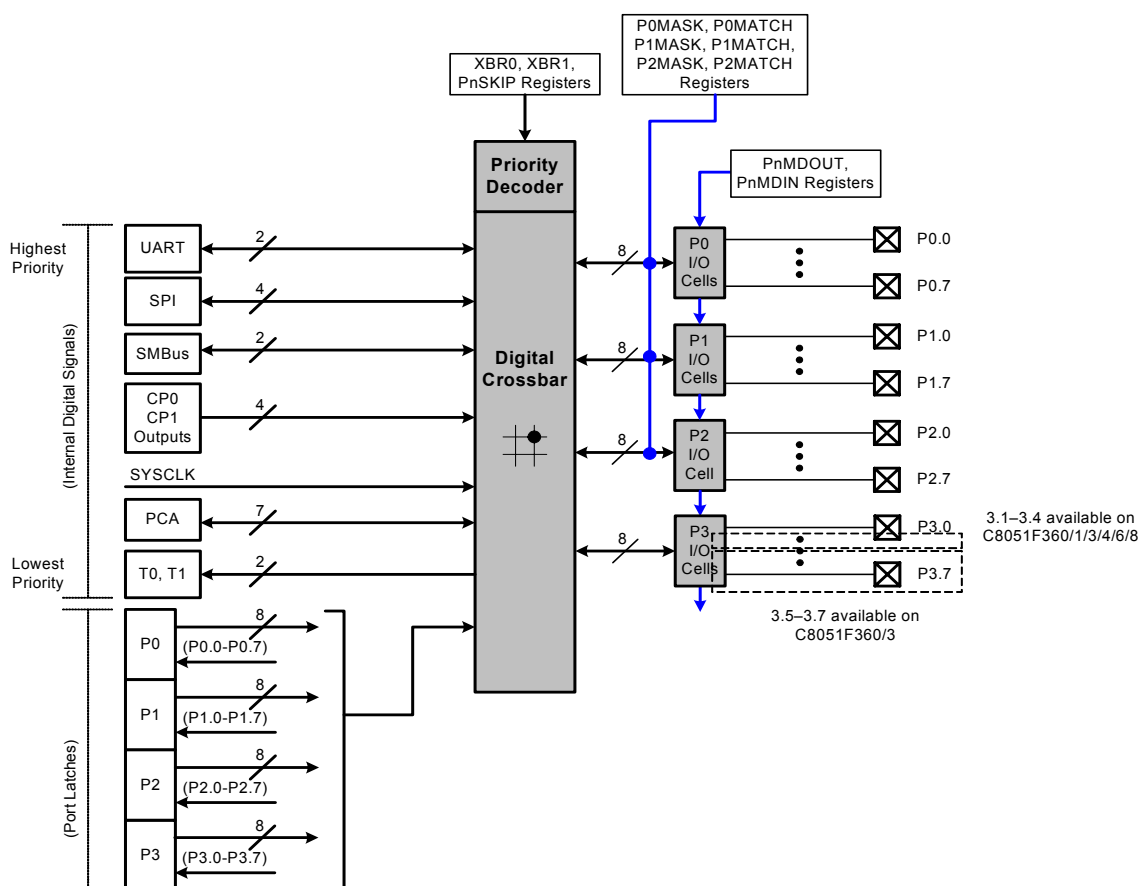 P0MASK, P0MATCH
P1MASK, P1MATCH,
P2MASK, P2MATCH
Registers
XBR0, XBR1,
PnSKIP Registers
PnMDOUT,
PnMDIN Registers
Priority
Decoder
Digital
Crossbar
Highest
Priority
(Internal Digital Signals)
Lowest
Priority
UART
2
SPI
4
SMBus
2
CP0
CP1
Outputs
4
SYSCLK
PCA
7
T0, T1
2
(Port Latches)
P0
8
(P0.0-P0.7)
P1
8
(P1.0-P1.7)
P2
8
(P2.0-P2.7)
P3
8
(P3.0-P3.7)
8
P0
I/O
Cells
P0.0
P0.7
8
P1
I/O
Cells
P1.0
P1.7
8
P2
I/O
Cell
P2.0
P2.7
8
P3
I/O
Cells
P3.0
P3.7
3.1–3.4 available on
C8051F360/1/3/4/6/8
3.5–3.7 available on
C8051F360/3